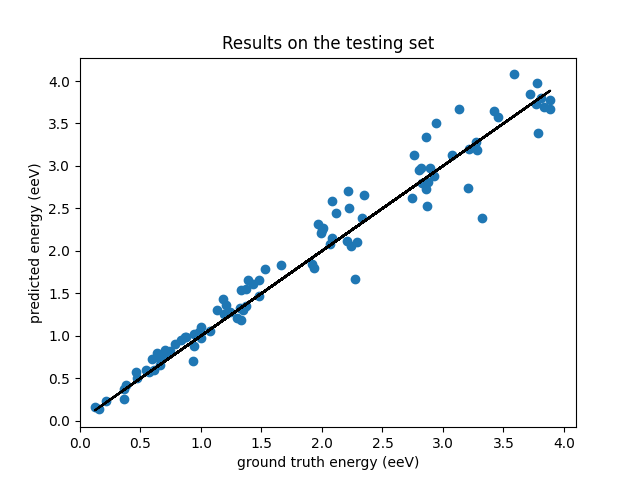 Results on the testing set
predicted energy (eeV)
4.0
3.5
3.0
2.5
2.0
1.5
1.0
0.5
0.0
0.0 0.5 1.0 1.5 2.0 2.5 3.0 3.5 4.0
ground truth energy (eeV)